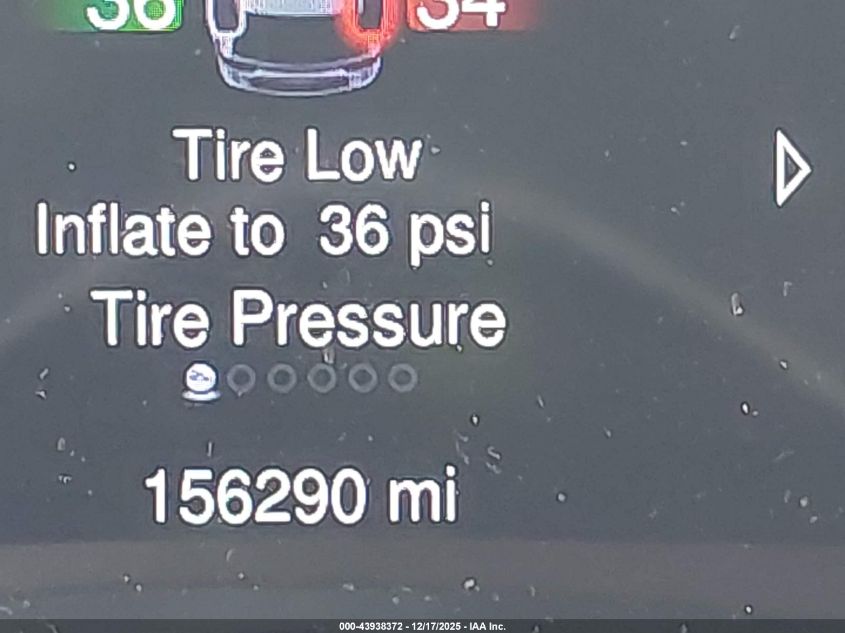 36 34
Tire Low
Inflate to 36 psi
Tire Pressure
156290 mi
000-43938372 - 12/17/2025 - IAA Inc.